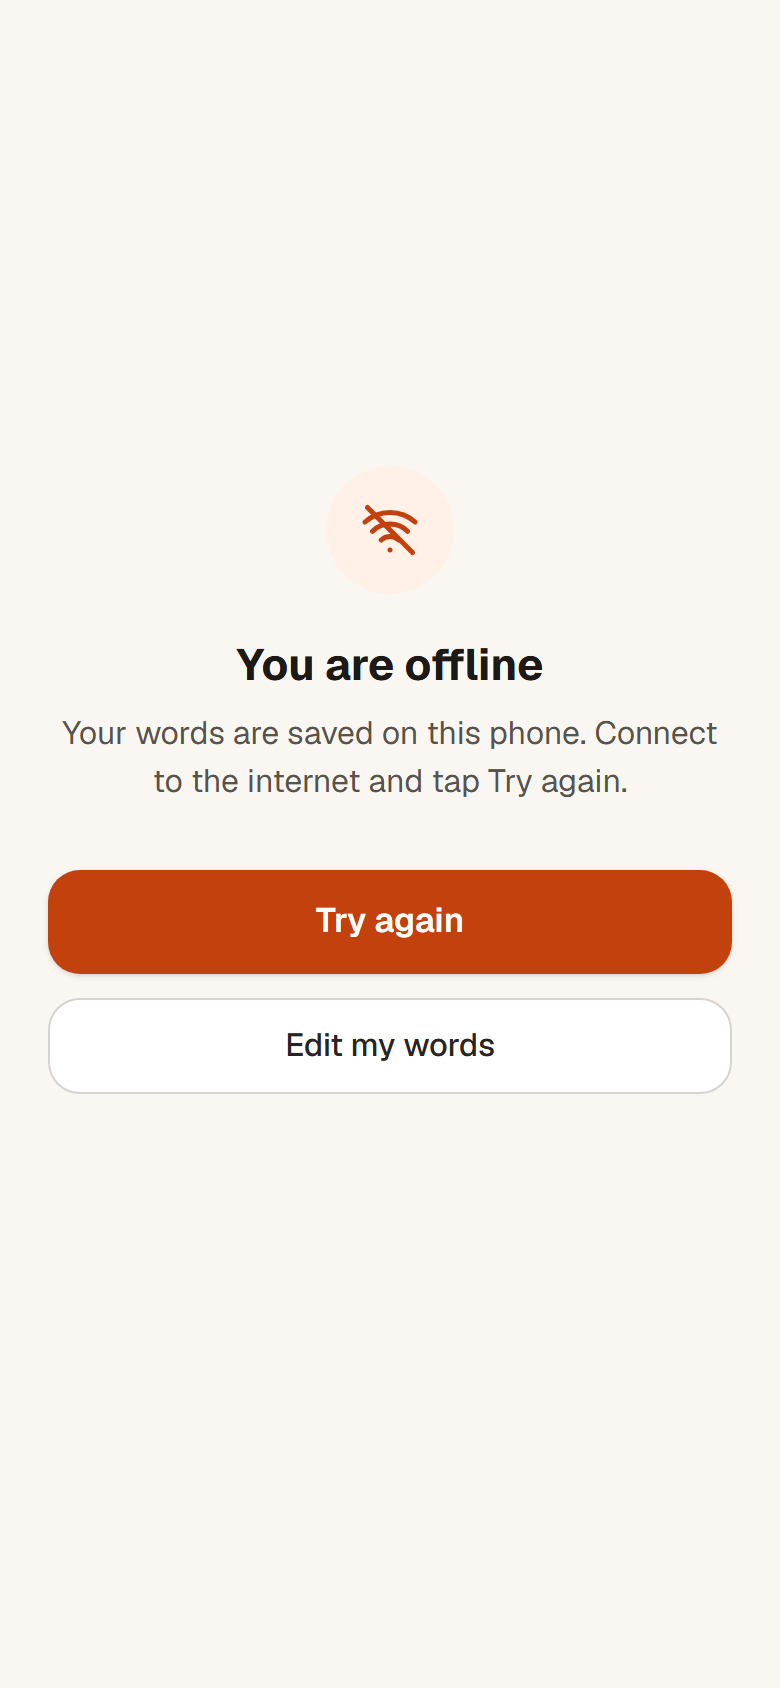 You are offline
Your words are saved on this phone. Connect
to the internet and tap Try again.
Try again
Edit my words